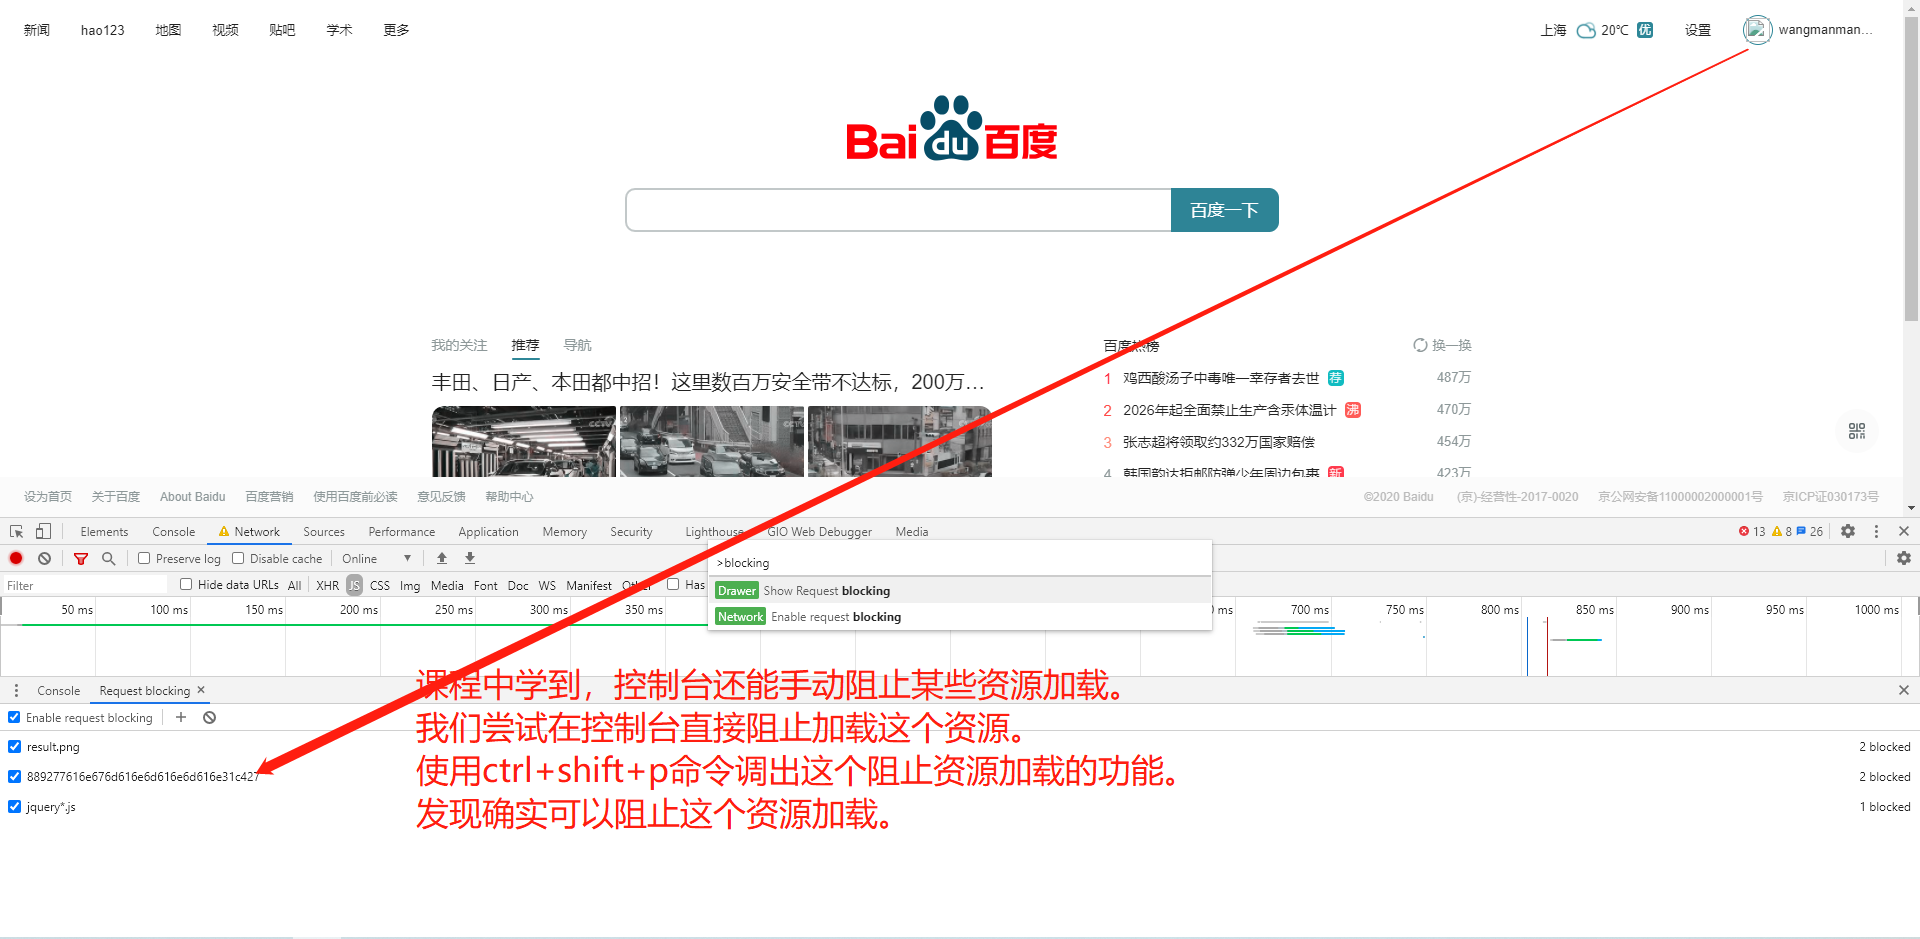 新闻 hao123 地图 视频 贴吧 学术 更多 上海 20℃ 优 设置 wangmanman...
Bai du 百度
百度一下
我的关注 推荐 导航
百度热榜 换一换
丰田、日产、本田都中招！这里数百万安全带不达标，200万...
1 鸡西酸汤子中毒唯一幸存者去世 荐 487万
2 2026年起全面禁止生产含汞体温计 沸 470万
3 张志超将领取约332万国家赔偿 454万
4 韩国韵达拒邮防弹少年周边包裹 新 423万
设为首页 关于百度 About Baidu 百度营销 使用百度前必读 意见反馈 帮助中心 ©2020 Baidu (京)-经营性-2017-0020 京公网安备11000002000001号 京ICP证030173号
Elements Console Network Sources Performance Application Memory Security Lighthouse GIO Web Debugger Media 13 8 26
Preserve log Disable cache Online
>blocking
Filter Hide data URLs All XHR JS CSS Img Media Font Doc WS Manifest Other Has
Drawer Show Request blocking
Network Enable request blocking
50 ms 100 ms 150 ms 200 ms 250 ms 300 ms 350 ms 700 ms 750 ms 800 ms 850 ms 900 ms 950 ms 1000 ms
Console Request blocking ×
Enable request blocking
result.png 2 blocked
889277616e676d616e6d616e6d616e31c427 2 blocked
jquery*.js 1 blocked
课程中学到，控制台还能手动阻止某些资源加载。
我们尝试在控制台直接阻止加载这个资源。
使用ctrl+shift+p命令调出这个阻止资源加载的功能。
发现确实可以阻止这个资源加载。